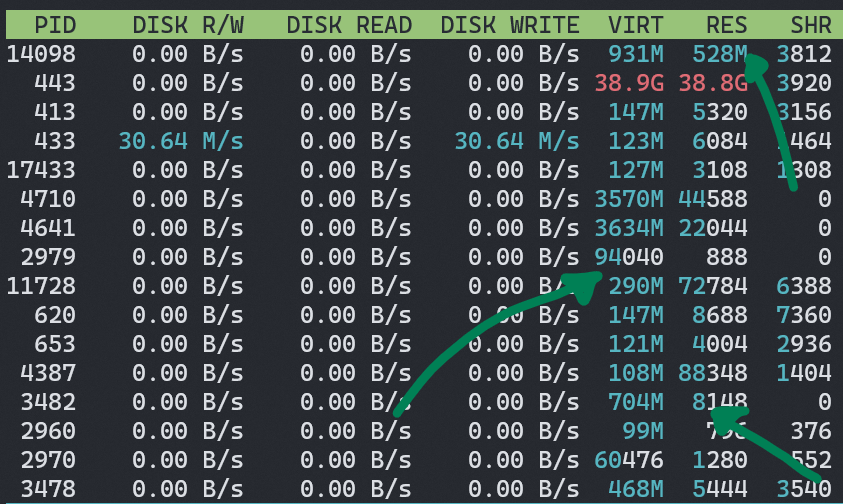 PID DISK R/W DISK READ DISK WRITE VIRT RES SHR
14098 0.00 B/s 0.00 B/s 0.00 B/s 931M 528M 3812
443 0.00 B/s 0.00 B/s 0.00 B/s 38.9G 38.8G 3920
413 0.00 B/s 0.00 B/s 0.00 B/s 147M 5320 3156
433 30.64 M/s 0.00 B/s 30.64 M/s 123M 6084
17433 0.00 B/s 0.00 B/s 0.00 B/s 127M 3108 1308
4710 0.00 B/s 0.00 B/s 0.00 B/s 3570M 44588 0
4641 0.00 B/s 0.00 B/s 0.00 B/s 3634M 22044 0
2979 0.00 B/s 0.00 B/s 0.00 B/s 94040 888 0
11728 0.00 B/s 0.00 B/s 0.00 B/s 290M 72784 6388
620 0.00 B/s 0.00 B/s 0.00 B/s 147M 8688 7360
653 0.00 B/s 0.00 B/s 0.00 B/s 121M 4004 2936
4387 0.00 B/s 0.00 B/s 0.00 B/s 108M 88348 1404
3482 0.00 B/s 0.00 B/s 0.00 B/s 704M 8148 0
2960 0.00 B/s 0.00 B/s 0.00 B/s 99M 796 376
2970 0.00 B/s 0.00 B/s 0.00 B/s 60476 1280 552
3478 0.00 B/s 0.00 B/s 0.00 B/s 468M 5444 3540